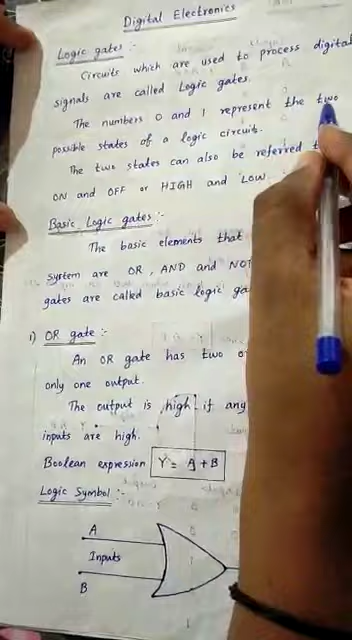 Digital Electronics
Logic gates :-
Circuits which are used to process digital
signals are called Logic gates.
The numbers 0 and 1 represent the two
possible states of a logic circuit.
The two states can also be referred
ON and OFF or HIGH and LOW
Basic Logic gates :-
The basic elements that
system are OR, AND and NOT
gates are called basic logic
1) OR gate :-
An OR gate has two
only one output.
The output is high if any
inputs are high.
Boolean expression Y = A + B
Logic Symbol :-
A
Inputs
B